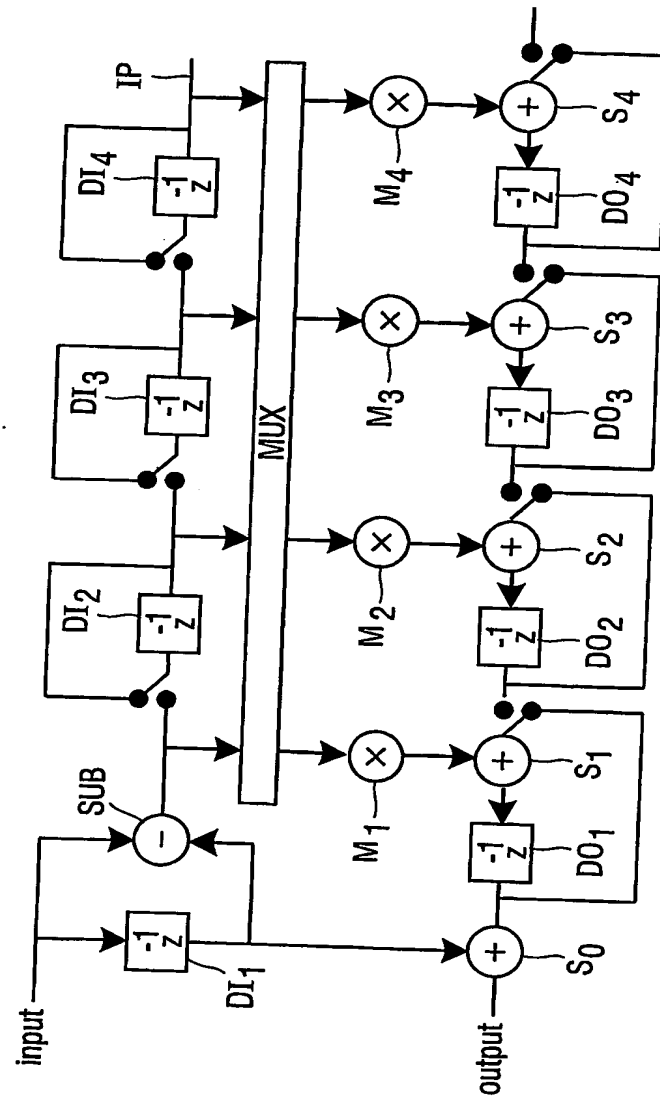 input
DI₁
z⁻¹
SUB
−
DI₂
z⁻¹
DI₃
z⁻¹
DI₄
z⁻¹
IP
MUX
M₁
×
M₂
×
M₃
×
M₄
×
output
S₀
+
DO₁
z⁻¹
S₁
+
DO₂
z⁻¹
S₂
+
DO₃
z⁻¹
S₃
+
DO₄
z⁻¹
S₄
+